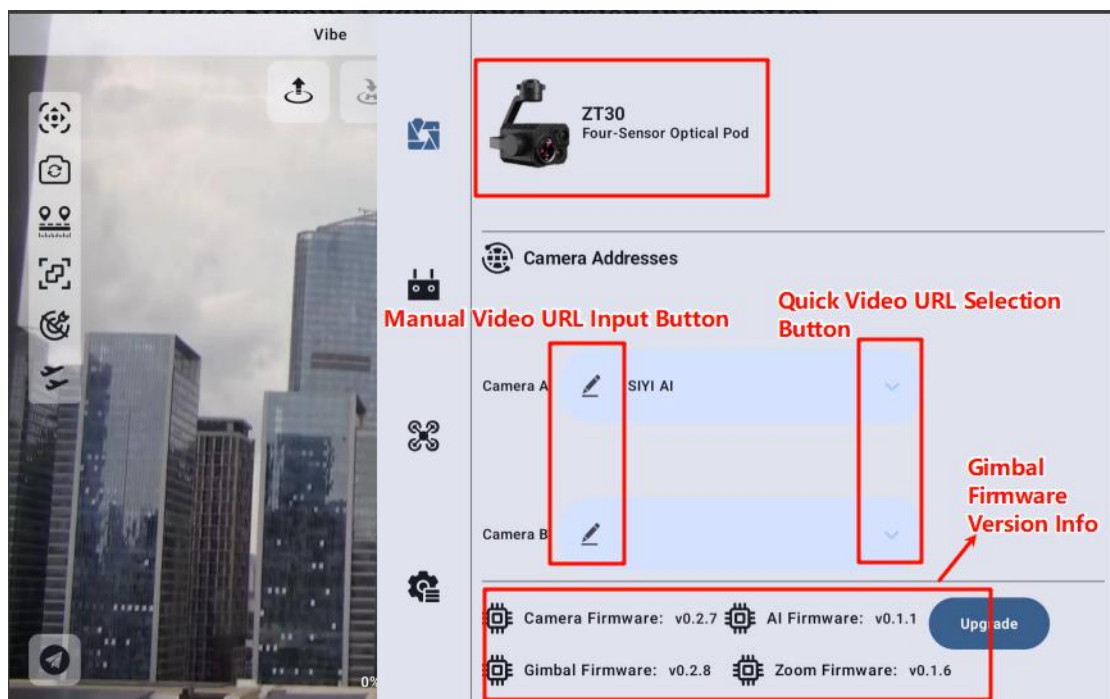 Vibe
ZT30
Four-Sensor Optical Pod
Camera Addresses
Manual Video URL Input Button
Quick Video URL Selection
Button
Camera A
SIYI AI
Gimbal
Firmware
Version Info
Camera B
Camera Firmware: v0.2.7
AI Firmware: v0.1.1
Upgrade
Gimbal Firmware: v0.2.8
Zoom Firmware: v0.1.6
0%